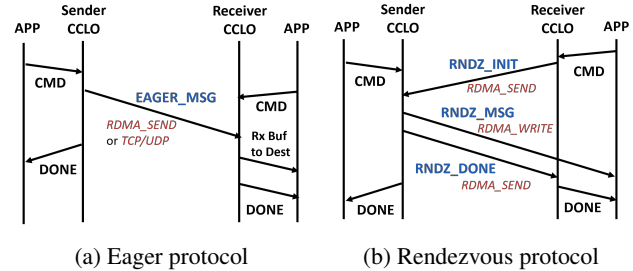 Sender
Receiver
APP
CCLO
CCLO
APP
CMD
EAGER_MSG
CMD
RDMA_SEND
or TCP/UDP
Rx Buf
to Dest
DONE
DONE
(a) Eager protocol
Sender
Receiver
APP
CCLO
CCLO
APP
RNDZ_INIT
CMD
CMD
RDMA_SEND
RNDZ_MSG
RDMA_WRITE
RNDZ_DONE
RDMA_SEND
DONE
DONE
(b) Rendezvous protocol